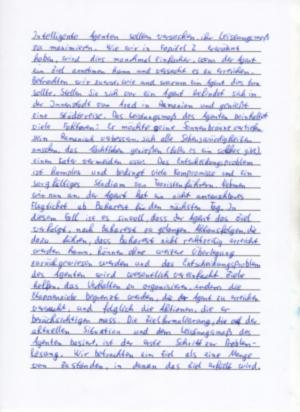 Intelligente Agenten sollten versuchen, ihr Leistungsmaß
zu maximieren. Wie wir in Kapitel 2 erwähnt
haben, wird dies manchmal einfacher, wenn der Agent
ein Ziel annehmen kann und versucht es zu erreichen.
Betrachten wir zuerst, wie und warum ein Agent dies tun
sollte. Stellen Sie sich vor ein Agent befindet sich in
der Innenstadt von Arad in Rumänien und genießt
eine Städtereise. Das Leistungsmaß des Agenten beinhaltet
viele Faktoren: Er möchte seine Sonnenbräune
sein Rumänisch verbessern, sich alle Sehenswürdigkeiten
ansehen, das Nachtleben genießen (falls es ein gibt)
einen Kater vermeiden usw. Das Entscheidungsproblem
ist komplex und bedingt viele Kompromisse und ein
sorgfältiges Studium von Touristenführern. Nehmen
wir nun an der Agent hat ein nicht
Flugticket ab Bukarest für den nächsten Tag. In
diesem Fall ist es sinnvoll, dass der Agent das Ziel
verfolgt, nach Bukarest zu gelangen. Aktionsfolgen, die
dazu führen, dass Bukarest nicht rechtzeitig erreicht
werden kann, können ohne weitere Überlegung
zurückgewiesen werden und das Entscheidungsproblem
des Agenten wird wesentlich vereinfacht. Ziele
helfen, das Verhalten zu organisieren, indem die
begrenzt werden, die der Agent zu erreichen
versucht, und folglich die Aktionen, die er
berücksichtigen muss. Die Zielformulierung, die auf der
aktuellen Situation und dem Leistungsmaß des
Agenten basiert, ist der erste Schritt zur Problem-
lösung. Wir betrachten ein Ziel als eine Menge
von Zuständen, in denen das Ziel erfüllt wird.